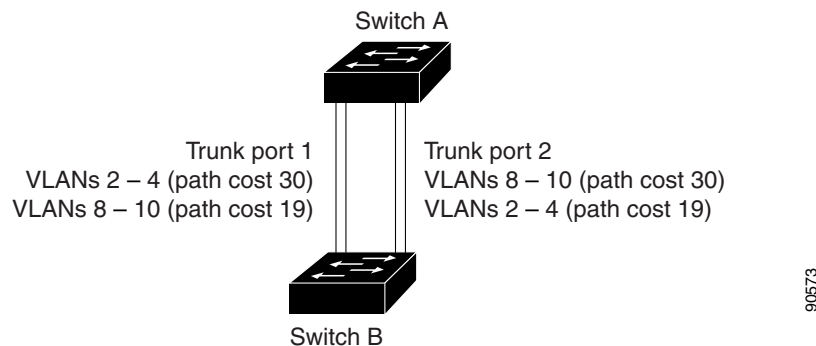 Switch A
Trunk port 1
VLANs 2 – 4 (path cost 30)
VLANs 8 – 10 (path cost 19)
Trunk port 2
VLANs 8 – 10 (path cost 30)
VLANs 2 – 4 (path cost 19)
90573
Switch B